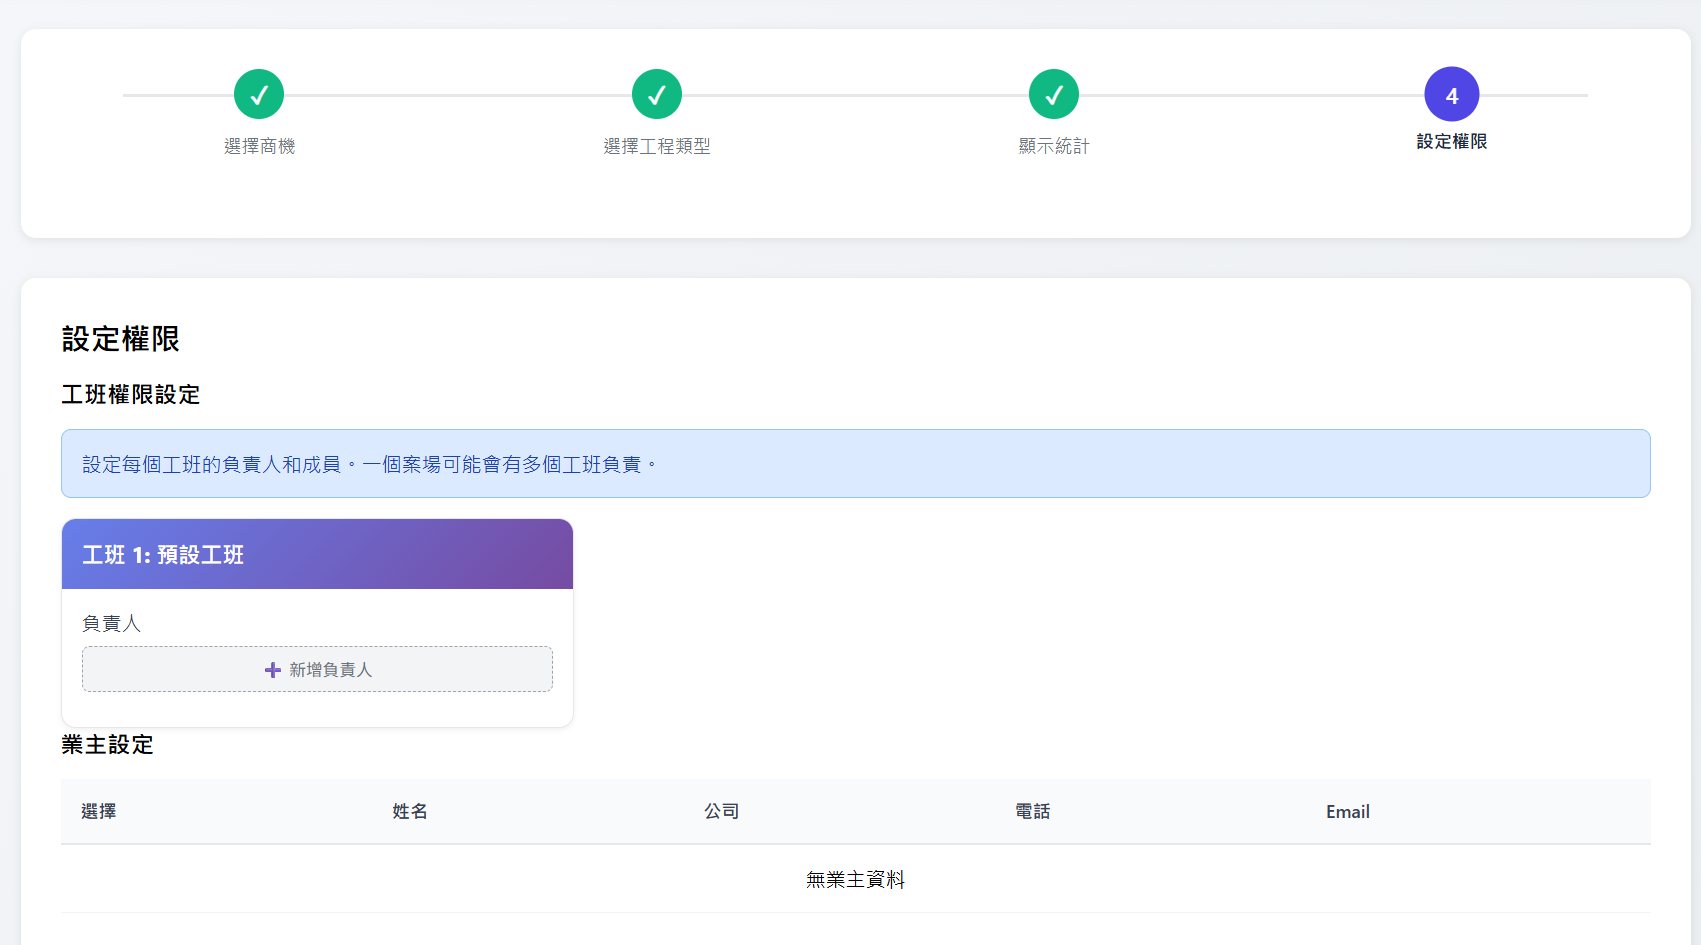 ✓
✓
✓
4
選擇商機
選擇工程類型
顯示統計
設定權限
設定權限
工班權限設定
設定每個工班的負責人和成員。一個案場可能會有多個工班負責。
工班 1: 預設工班
負責人
➕ 新增負責人
業主設定
選擇 姓名 公司 電話 Email
無業主資料